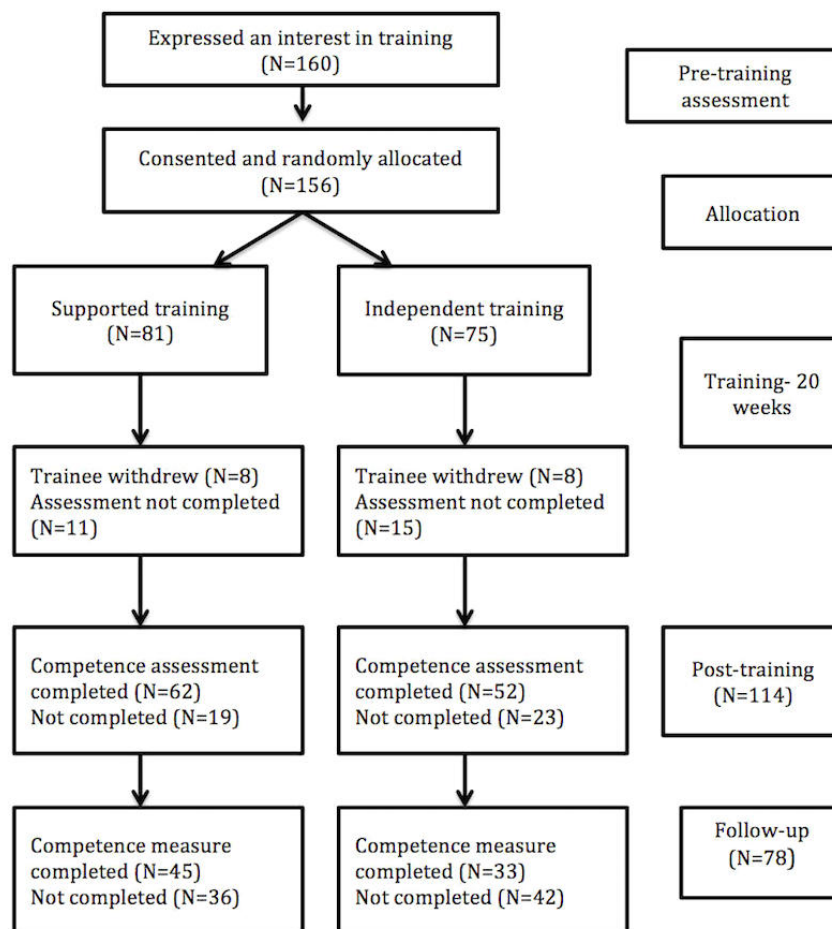 Expressed an interest in training
(N=160)
Pre-training
assessment
Consented and randomly allocated
(N=156)
Allocation
Supported training
(N=81)
Independent training
(N=75)
Training- 20
weeks
Trainee withdrew (N=8)
Assessment not completed
(N=11)
Trainee withdrew (N=8)
Assessment not completed
(N=15)
Competence assessment
completed (N=62)
Not completed (N=19)
Competence assessment
completed (N=52)
Not completed (N=23)
Post-training
(N=114)
Competence measure
completed (N=45)
Not completed (N=36)
Competence measure
completed (N=33)
Not completed (N=42)
Follow-up
(N=78)